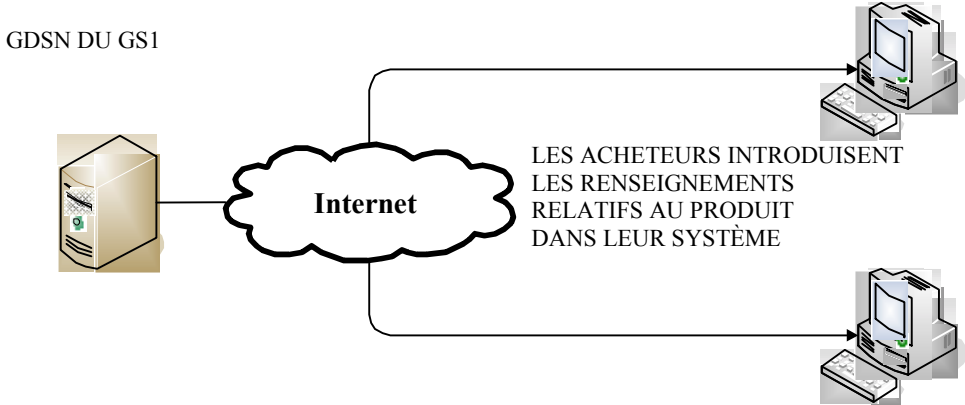 GDSN DU GS1
Internet
LES ACHETEURS INTRODUISENT
LES RENSEIGNEMENTS
RELATIFS AU PRODUIT
DANS LEUR SYSTÈME